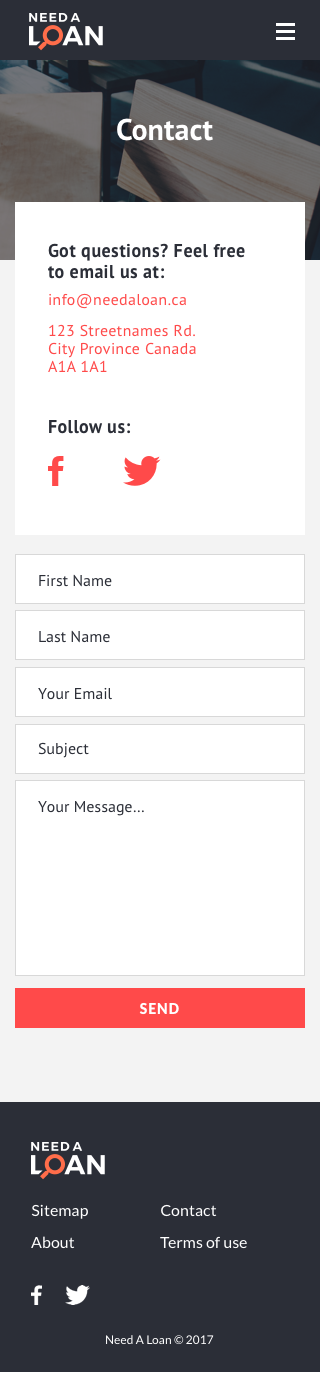 NEED A
LOAN
Contact
Got questions? Feel free
to email us at:
info@needaloan.ca
123 Streetnames Rd.
City Province Canada
A1A 1A1
Follow us:
First Name
Last Name
Your Email
Subject
Your Message...
SEND
NEED A
LOAN
Sitemap
Contact
About
Terms of use
Need A Loan © 2017